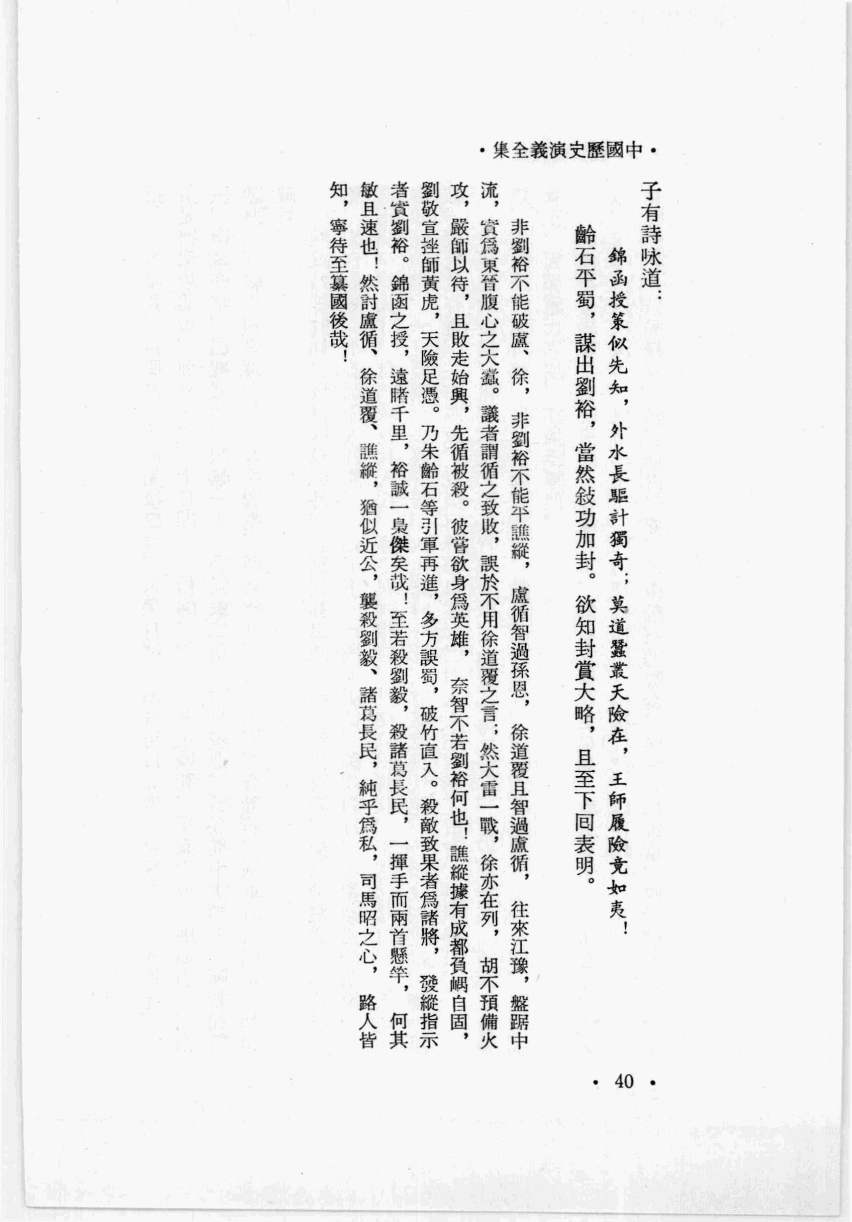 ·中國歷史演義全集·
子有詩咏道：
錦函授策似先知，外水長驅計獨奇；莫道蠶叢天險在，王師履險竟如夷！
齡石平蜀，謀出劉裕，當然敍功加封。欲知封賞大略，且至下回表明。
非劉裕不能破盧、徐，非劉裕不能平譙縱，盧循智過孫恩，徐道覆且智過盧循，往來江豫，盤踞中
流，實爲東晉腹心之大蠹。議者謂循之致敗，誤於不用徐道覆之言；然大雷一戰，徐亦在列，胡不預備火
攻，嚴師以待，且敗走始興，先循被殺。彼嘗欲身爲英雄，奈智不若劉裕何也！譙縱據有成都負嵎自固，
劉敬宣挫師黃虎，天險足憑。乃朱齡石等引軍再進，多方誤蜀，破竹直入。殺敵致果者爲諸將，發縱指示
者實劉裕。錦函之授，遠睹千里，裕誠一梟傑矣哉！至若殺劉毅，殺諸葛長民，一揮手而兩首懸竿，何其
敏且速也！然討盧循、徐道覆、譙縱，猶似近公，襲殺劉毅、諸葛長民，純乎爲私，司馬昭之心，路人皆
知，寧待至纂國後哉！
·40·